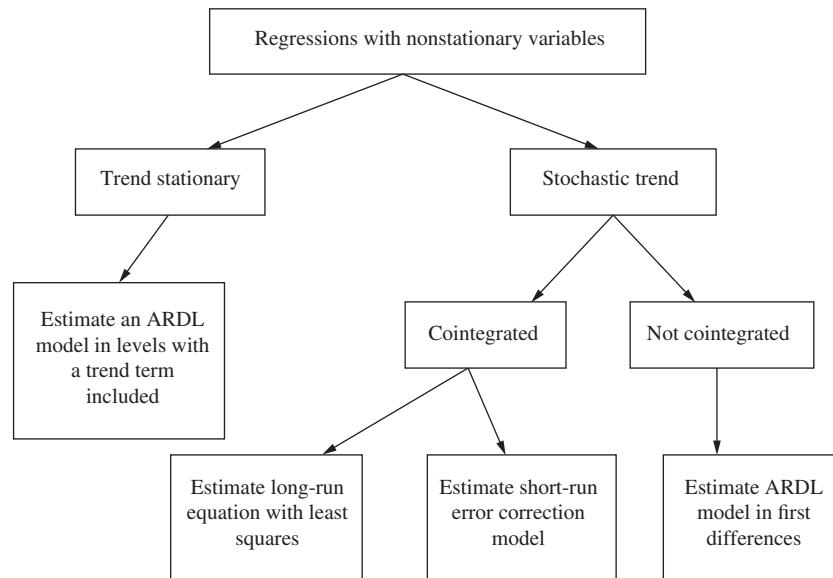 Regressions with nonstationary variables
Trend stationary
Stochastic trend
Estimate an ARDL
model in levels with
a trend term
included
Cointegrated
Not cointegrated
Estimate long-run
equation with least
squares
Estimate short-run
error correction
model
Estimate ARDL
model in first
differences